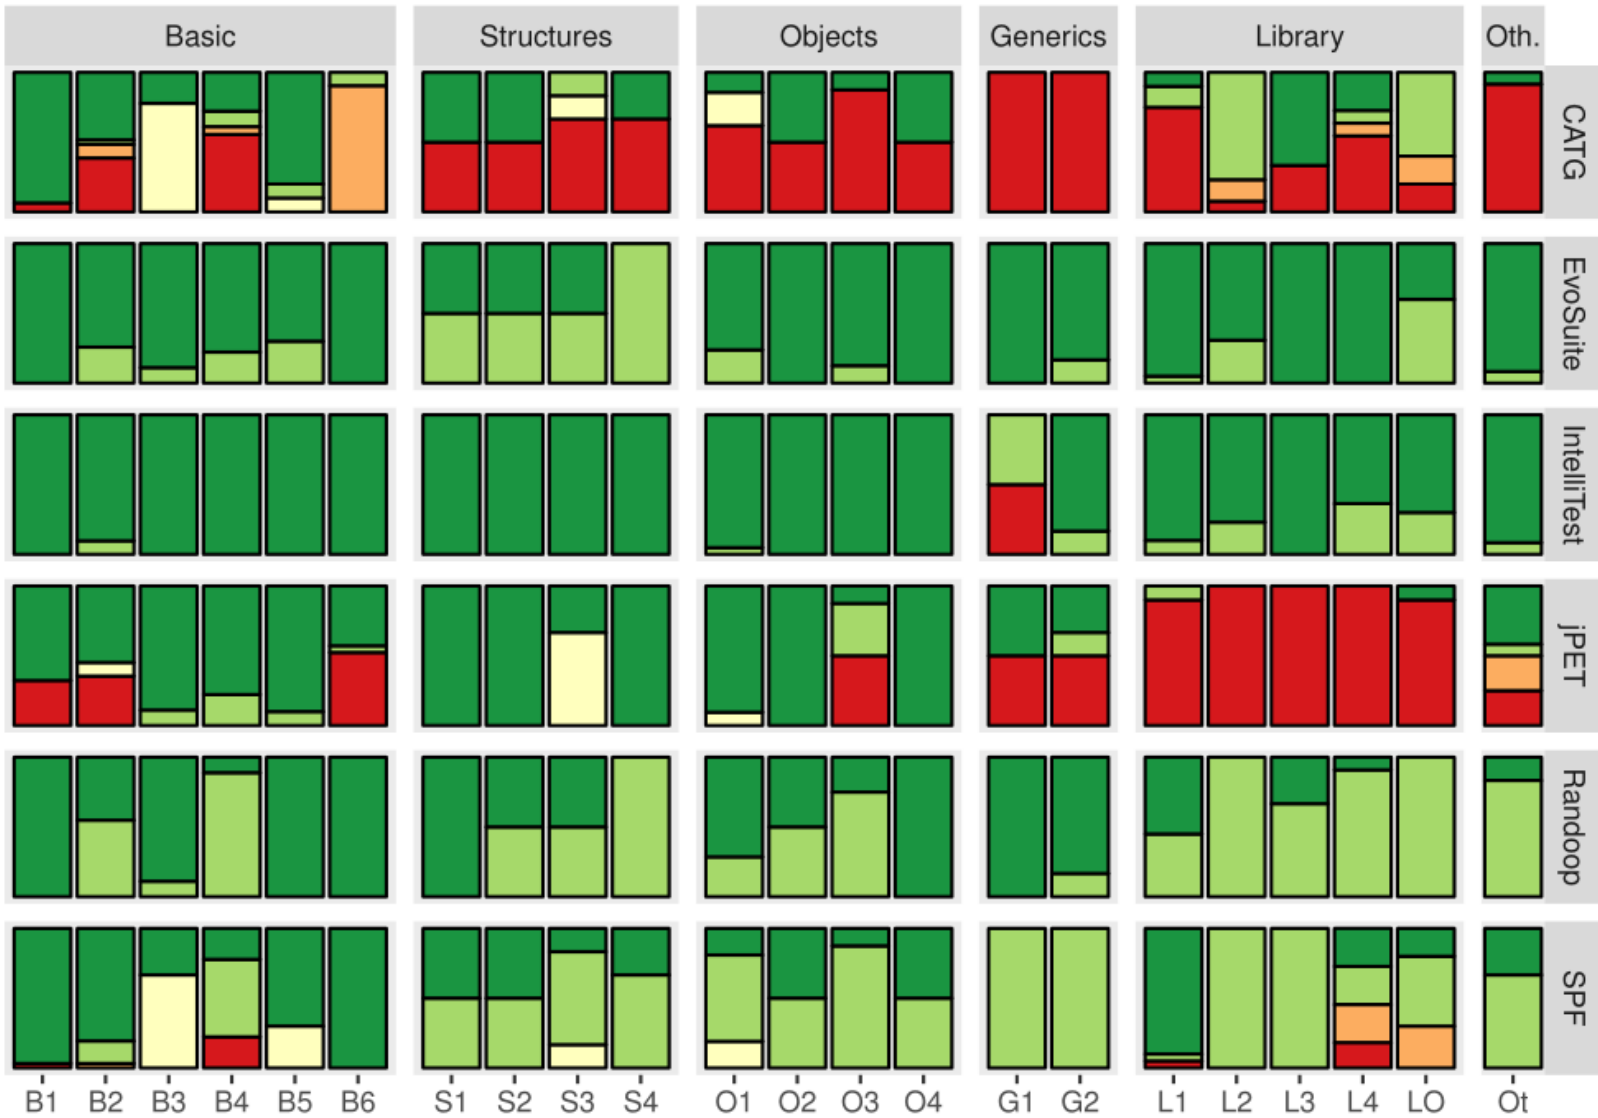 Basic Structures Objects Generics Library Oth.
CATG
EvoSuite
IntelliTest
jPET
Randoop
SPF
B1 B2 B3 B4 B5 B6 S1 S2 S3 S4 O1 O2 O3 O4 G1 G2 L1 L2 L3 L4 LO Ot